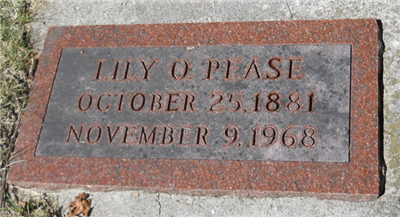 LILY O. PEASE
OCTOBER 25, 1881
NOVEMBER 9, 1968